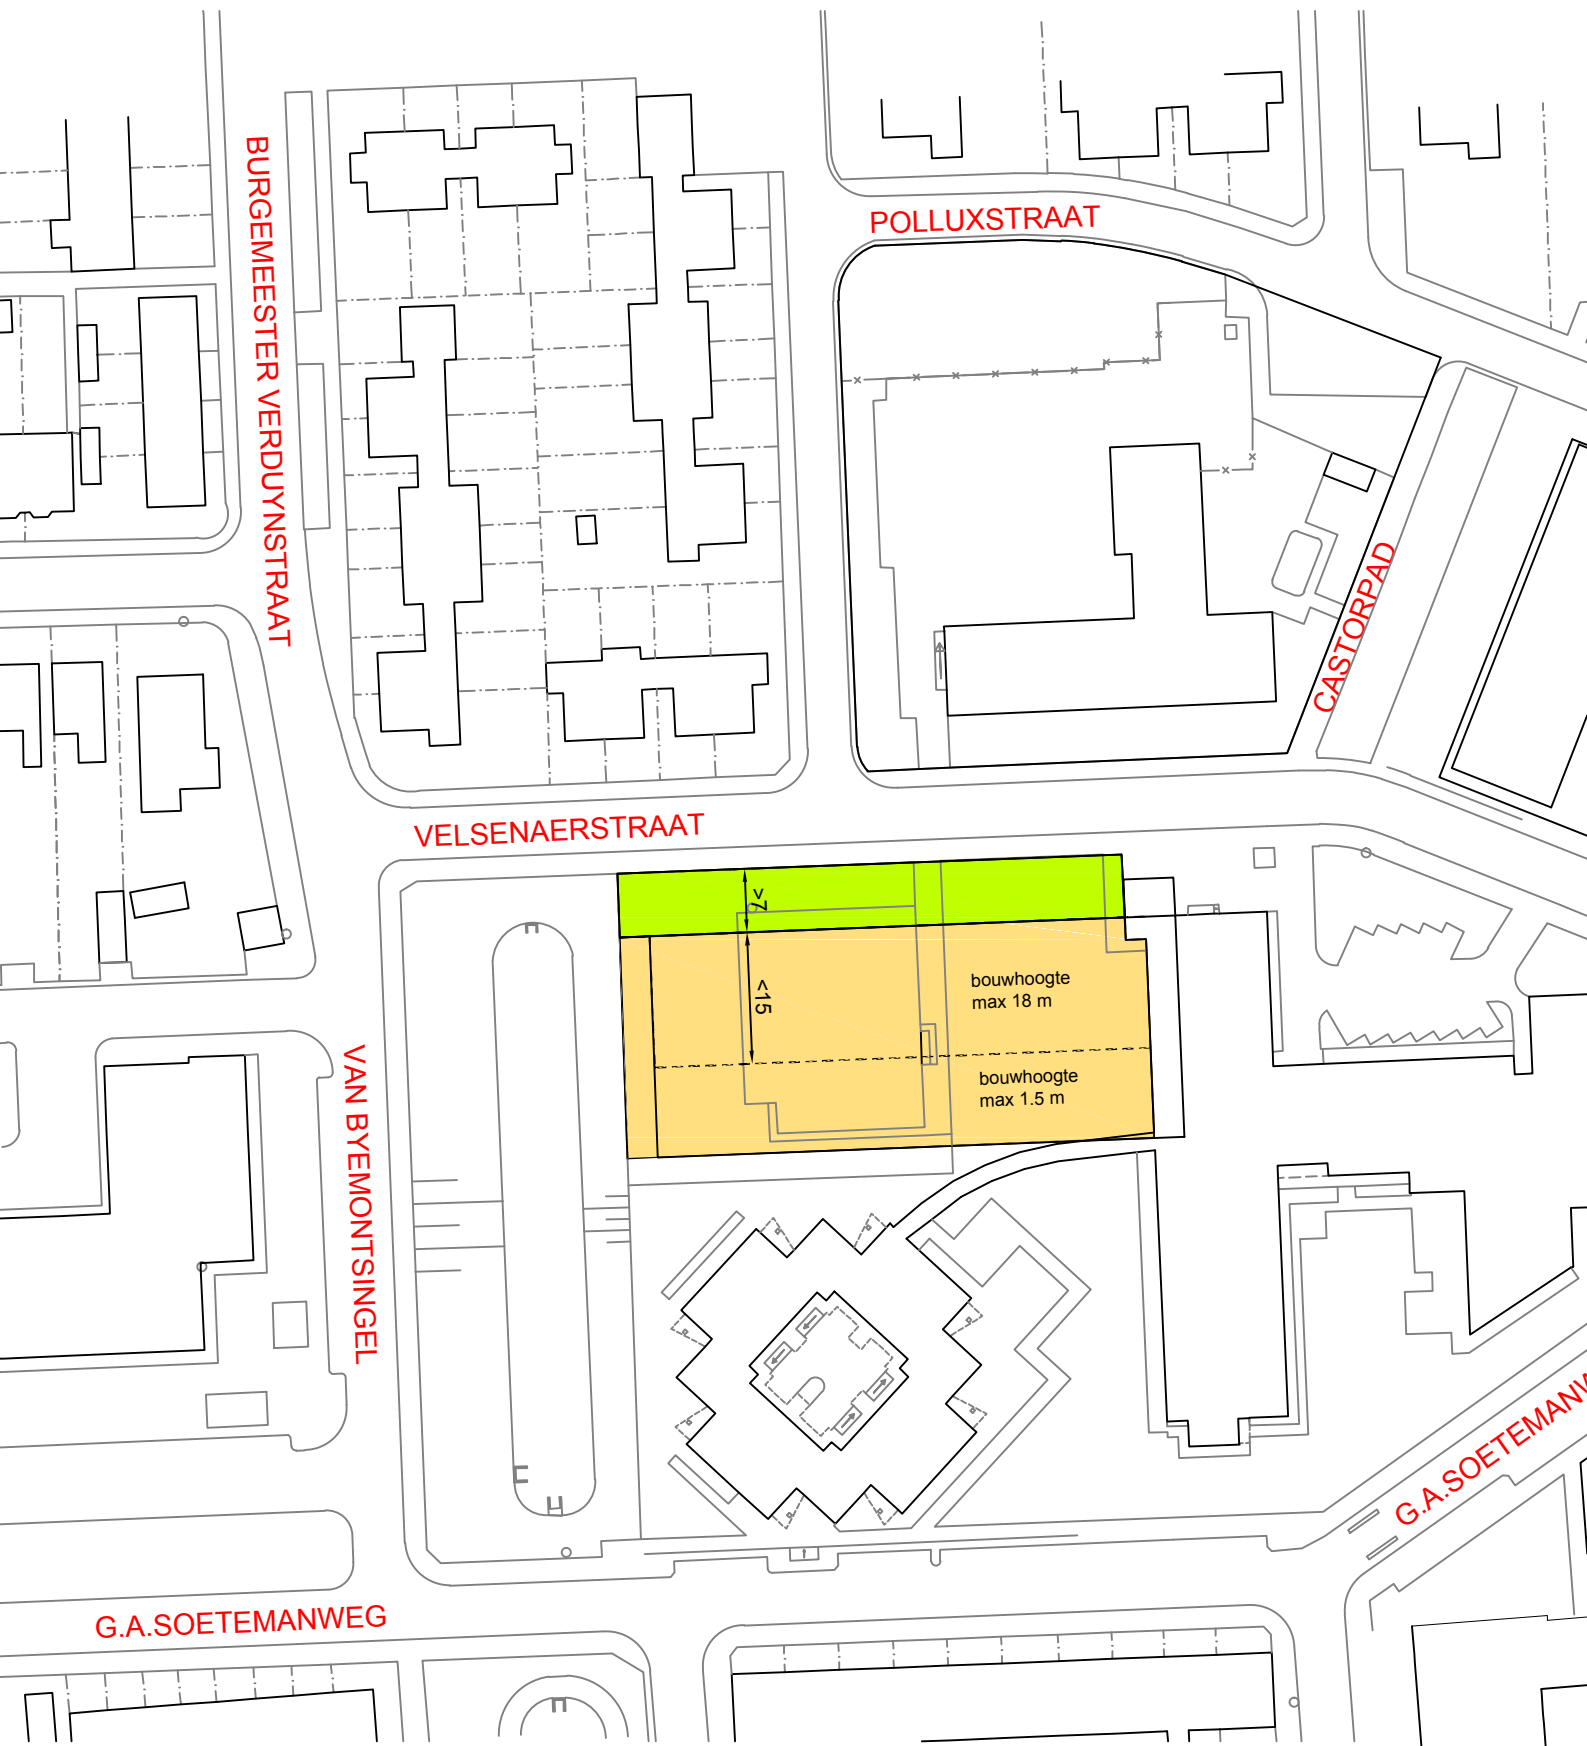 BURGEMEESTER VERDUYNSTRAAT
POLLUXSTRAAT
CASTORPAD
VELSENAERSTRAAT
>7
<15
bouwhoogte
max 18 m
bouwhoogte
max 1.5 m
VAN BYEMONTSINGEL
G.A.SOETEMANW
G.A.SOETEMANWEG